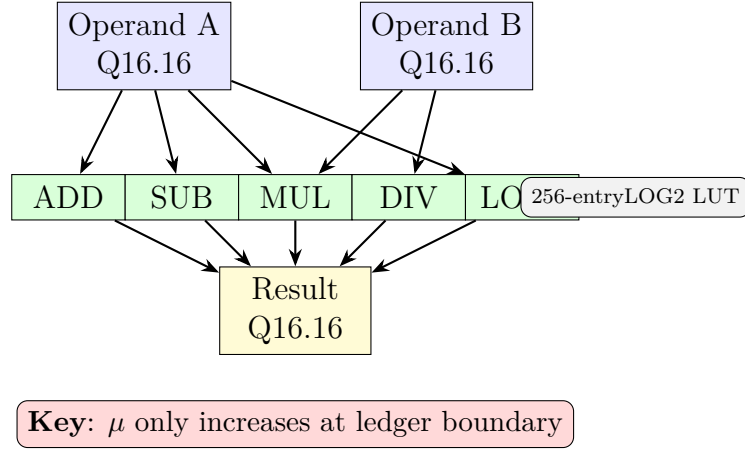 Operand A
Q16.16
Operand B
Q16.16
ADD
SUB
MUL
DIV
LO
256-entryLOG2 LUT
Result
Q16.16
Key: μ only increases at ledger boundary